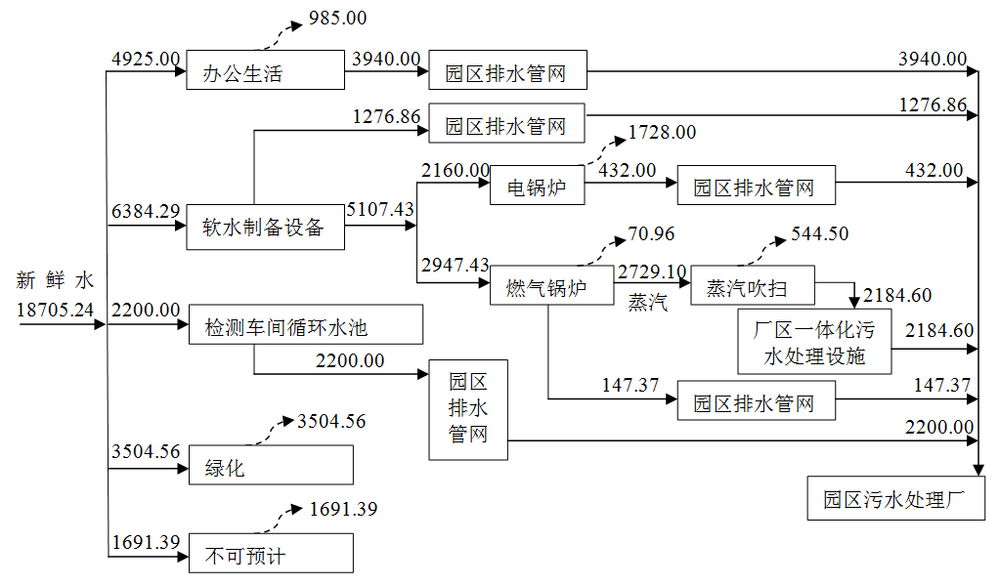 985.00
4925.00
办公生活
3940.00
园区排水管网
3940.00
1276.86
园区排水管网
1276.86
1728.00
2160.00
电锅炉
432.00
园区排水管网
432.00
6384.29
软水制备设备
5107.43
70.96
544.50
2947.43
燃气锅炉
2729.10
蒸汽
蒸汽吹扫
2184.60
新鲜水
18705.24
2200.00
检测车间循环水池
厂区一体化污
水处理设施
2184.60
2200.00
园区
排水
管网
147.37
园区排水管网
147.37
2200.00
3504.56
3504.56
绿化
园区污水处理厂
1691.39
1691.39
不可预计